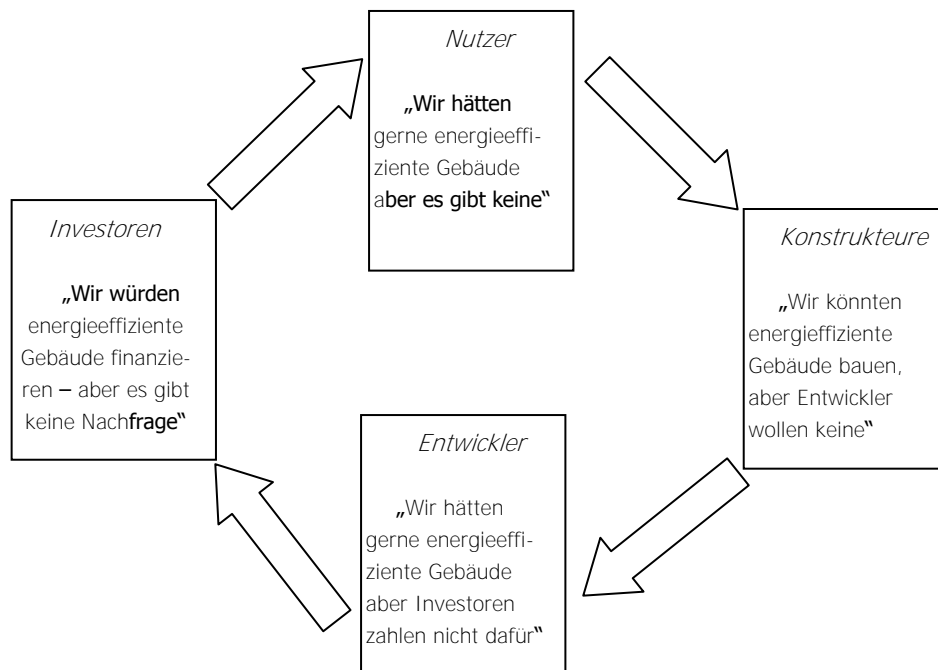 Nutzer
„Wir hätten
gerne energieeffi-
ziente Gebäude
aber es gibt keine“
Investoren
„Wir würden
energieeffiziente
Gebäude finanzie-
ren – aber es gibt
keine Nachfrage“
Konstrukteure
„Wir könnten
energieffiziente
Gebäude bauen,
aber Entwickler
wollen keine“
Entwickler
„Wir hätten
gerne energieeffi-
ziente Gebäude
aber Investoren
zahlen nicht dafür“